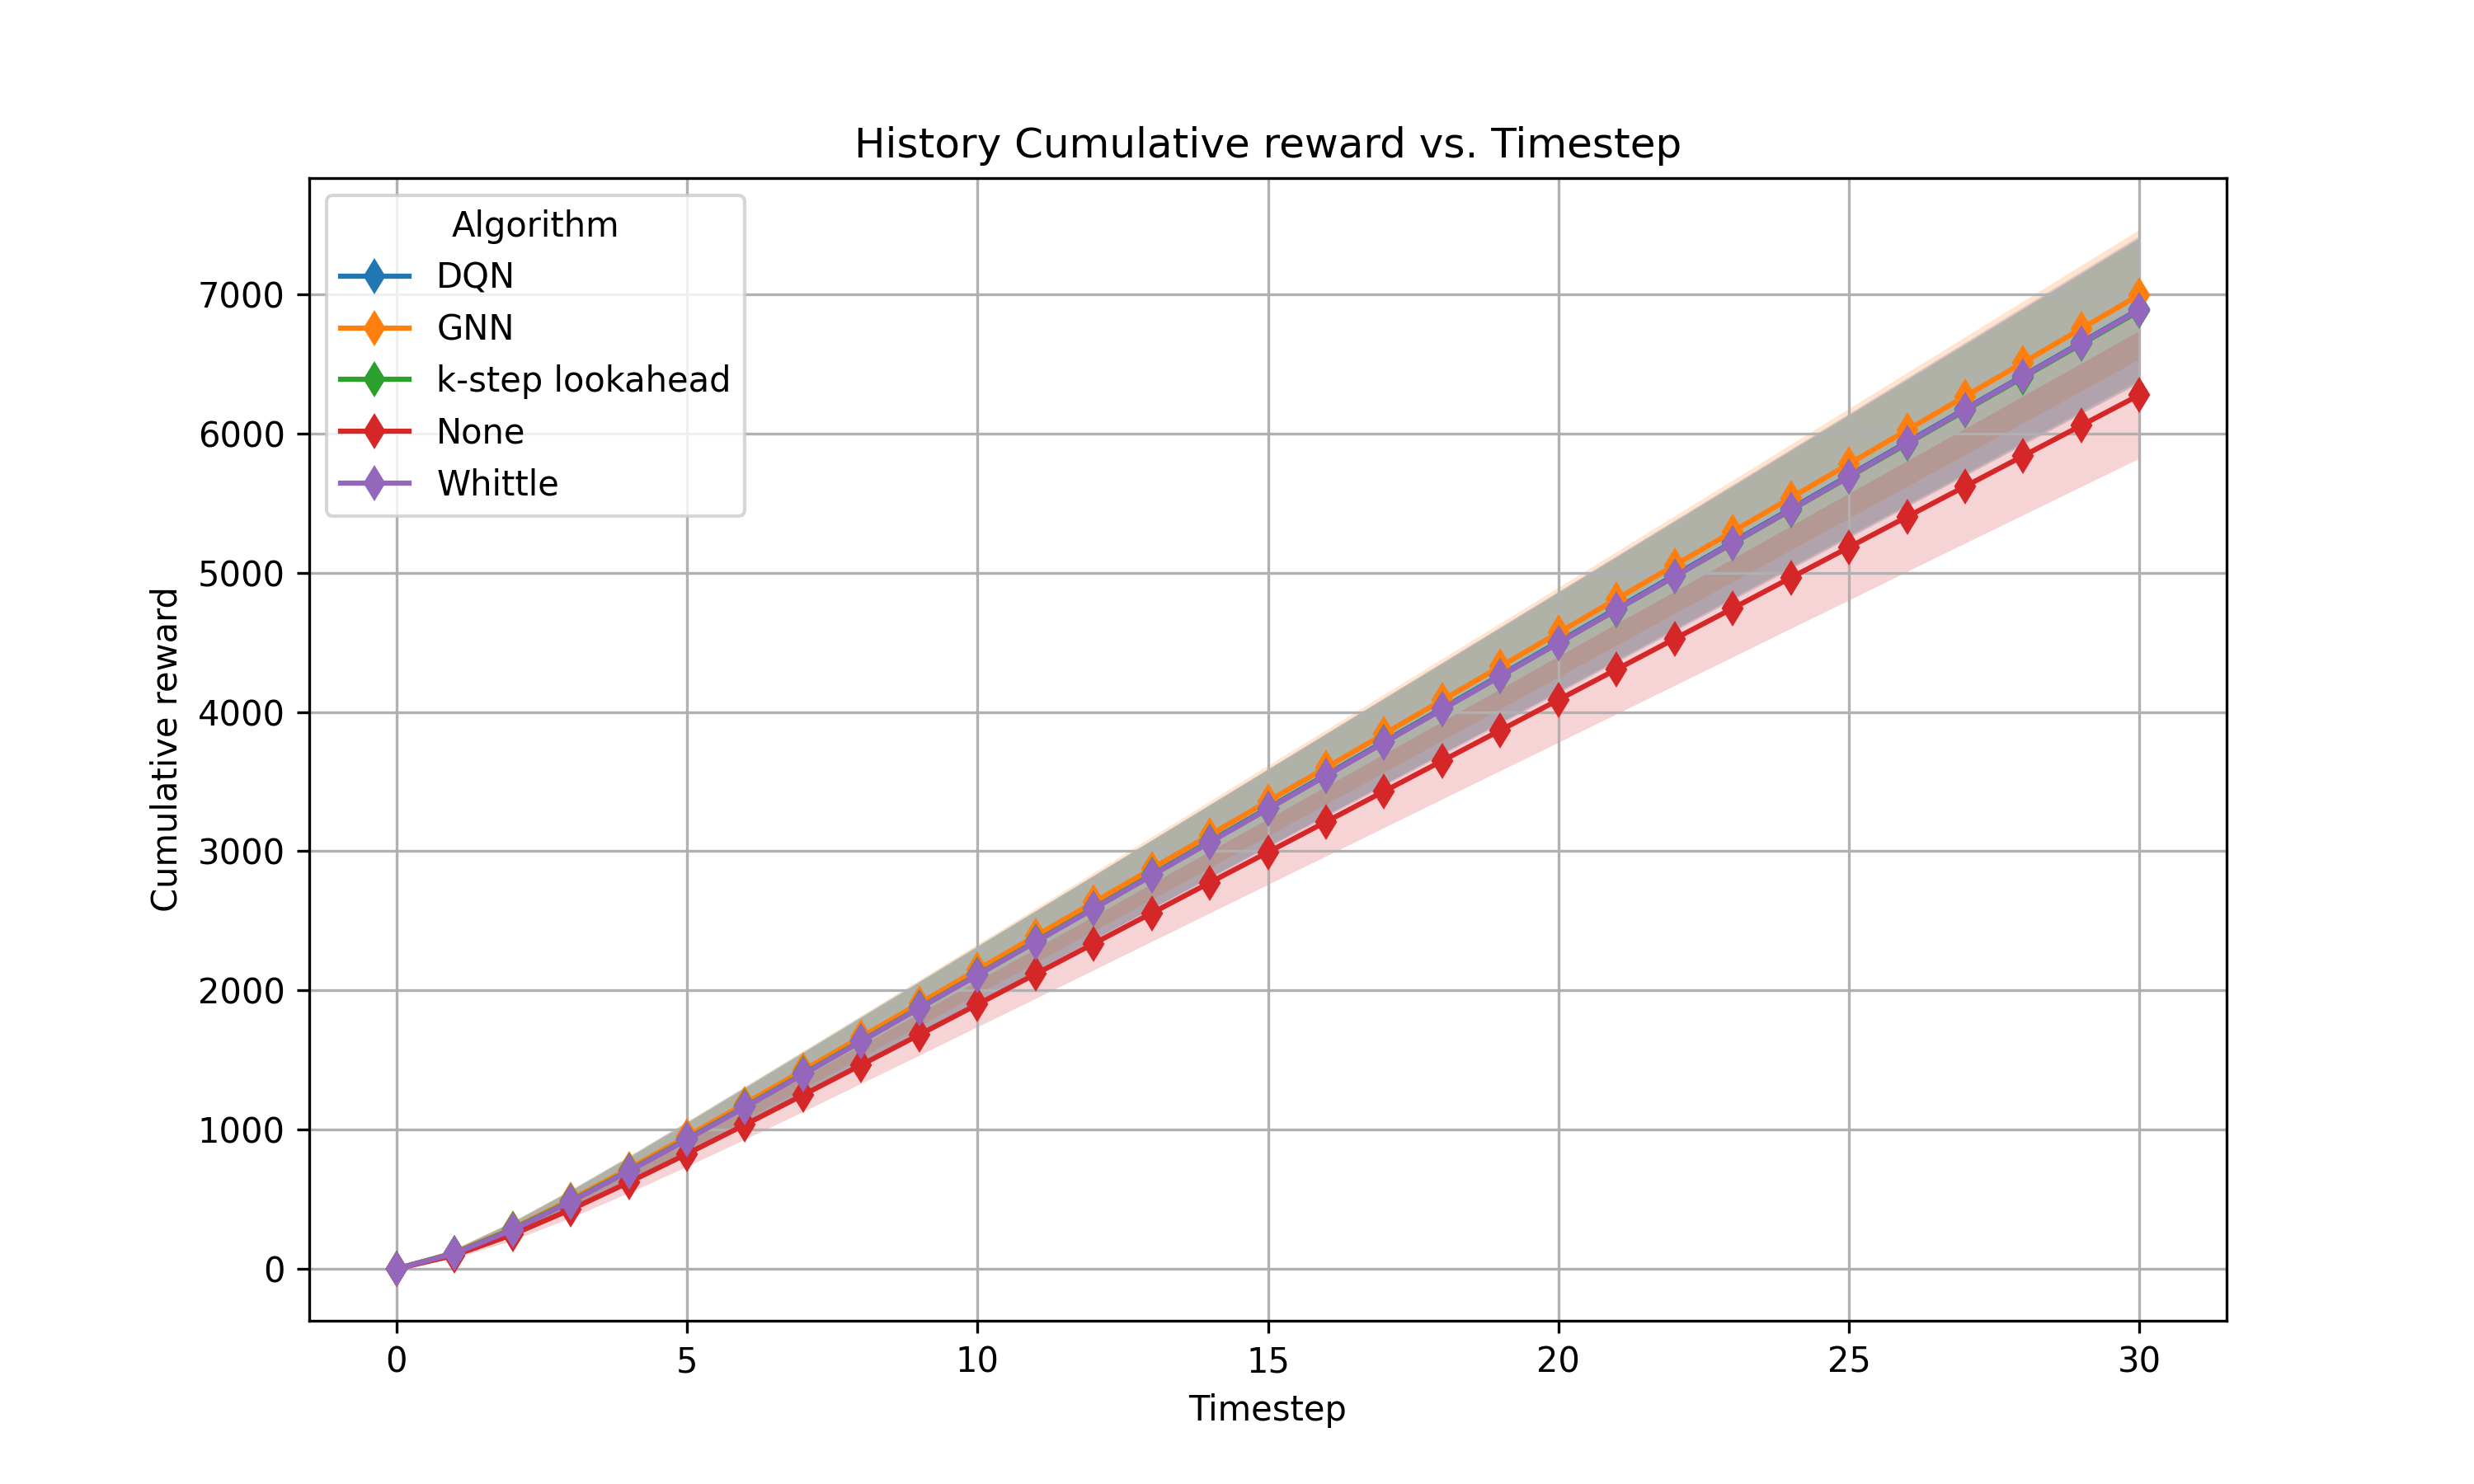 History Cumulative reward vs. Timestep
Algorithm
DQN
GNN
k-step lookahead
None
Whittle
Cumulative reward
7000
6000
5000
4000
3000
2000
1000
0
0 5 10 15 20 25 30
Timestep